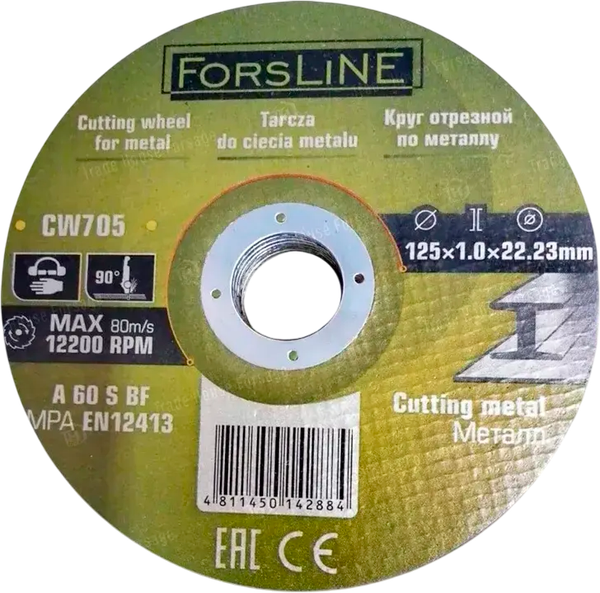 FORSLINE
Cutting wheel
for metal
Tarcza
do ciecia metalu
Круг отрезной
по металлу
CW705
125×1.0×22.23mm
90°
MAX 80m/s
12200 RPM
A 60 S BF
MPA EN12413
Cutting metal
Металл
4 811450 142884
EAC CE